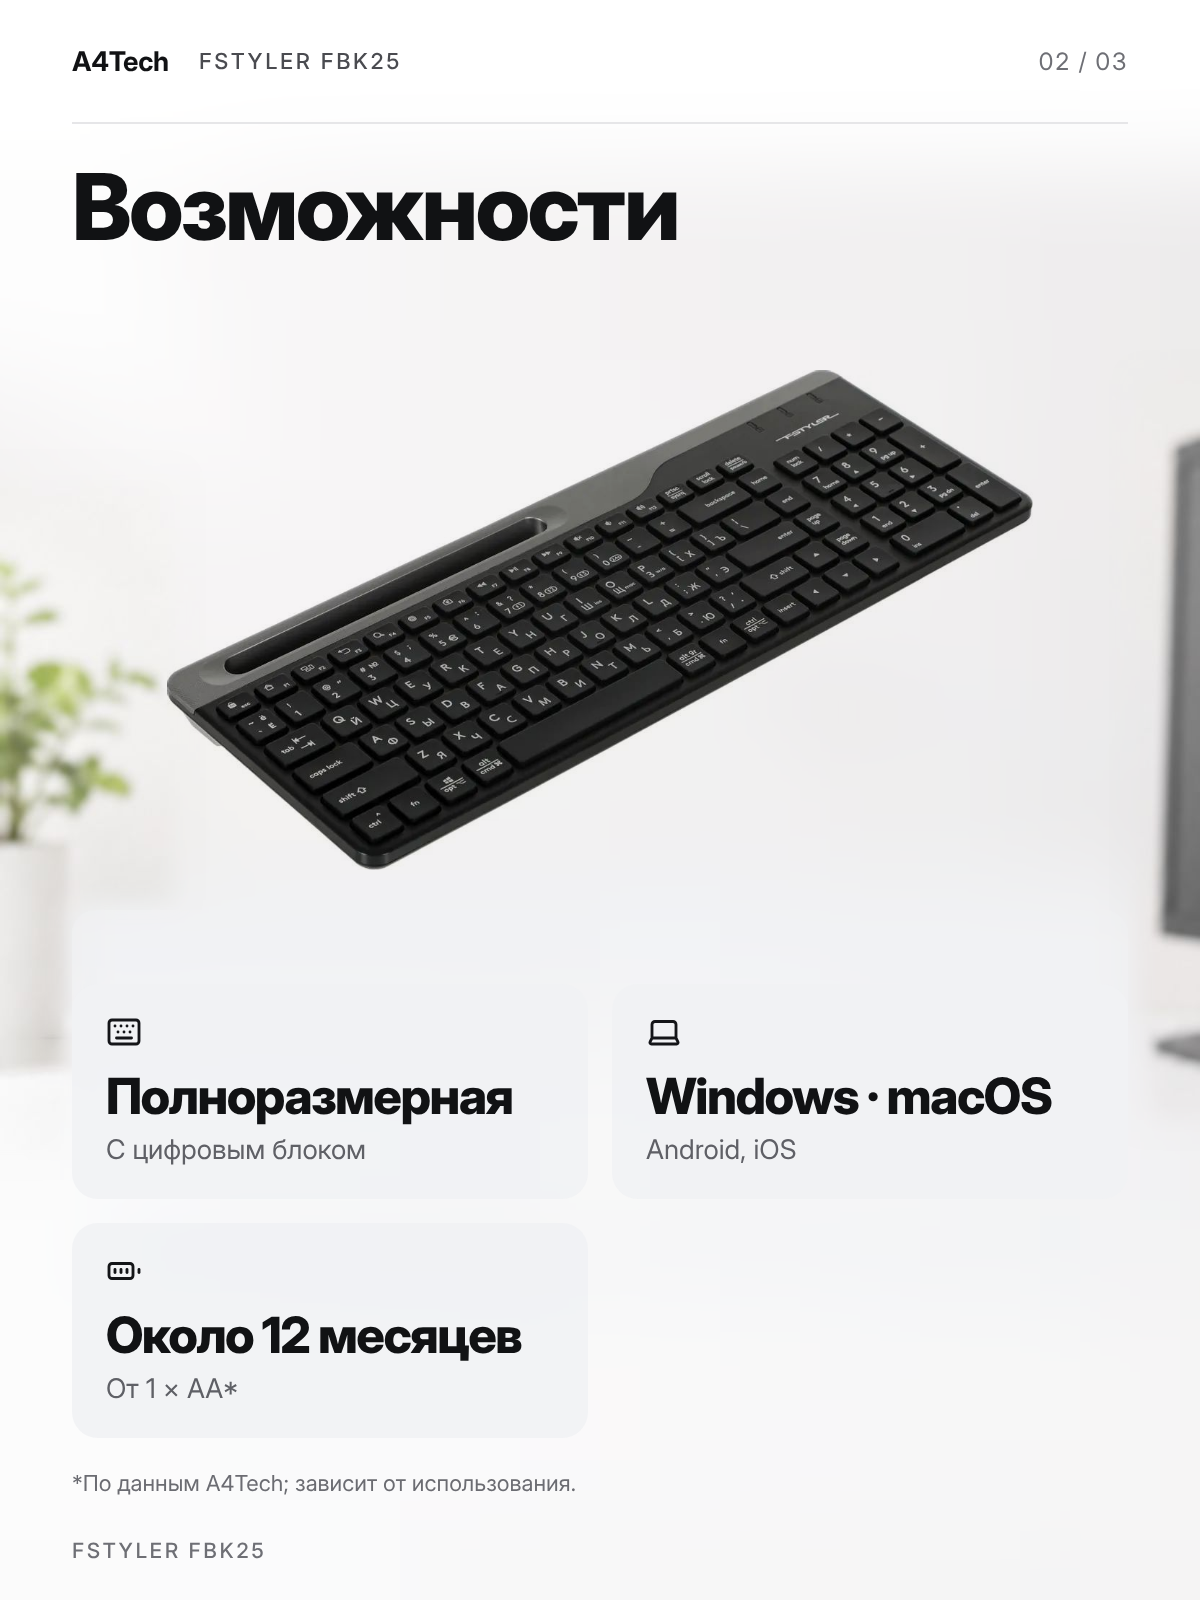 A4Tech FSTYLER FBK25 02 / 03
Возможности
FSTYLER
Полноразмерная
С цифровым блоком
Windows · macOS
Android, iOS
Около 12 месяцев
От 1 × AA*
*По данным A4Tech; зависит от использования.
FSTYLER FBK25